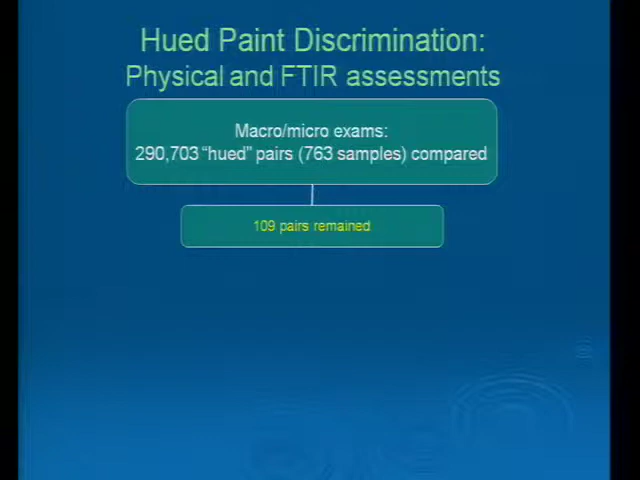 Hued Paint Discrimination:
Physical and FTIR assessments
Macro/micro exams:
290,703 "hued" pairs (763 samples) compared
109 pairs remained